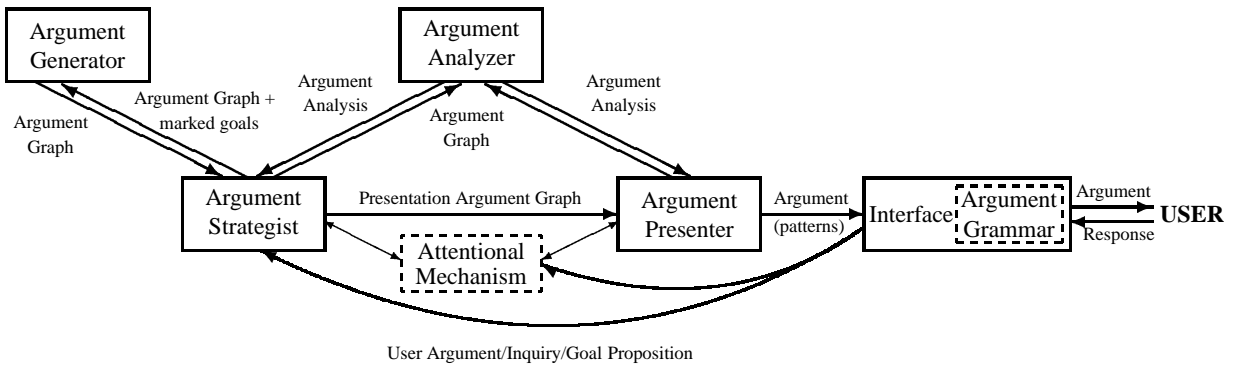 Argument
Generator
Argument
Analyzer
Argument Graph +
marked goals
Argument
Graph
Argument
Analysis
Argument
Graph
Argument
Analysis
Argument
Strategist
Presentation Argument Graph
Attentional
Mechanism
Argument
Presenter
Argument
(patterns)
Interface
Argument
Grammar
Argument
USER
Response
User Argument/Inquiry/Goal Proposition